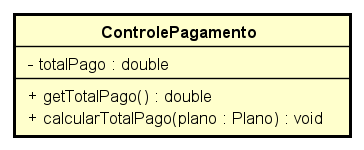 ControlePagamento
- totalPago : double
+ getTotalPago() : double
+ calcularTotalPago(plano : Plano) : void